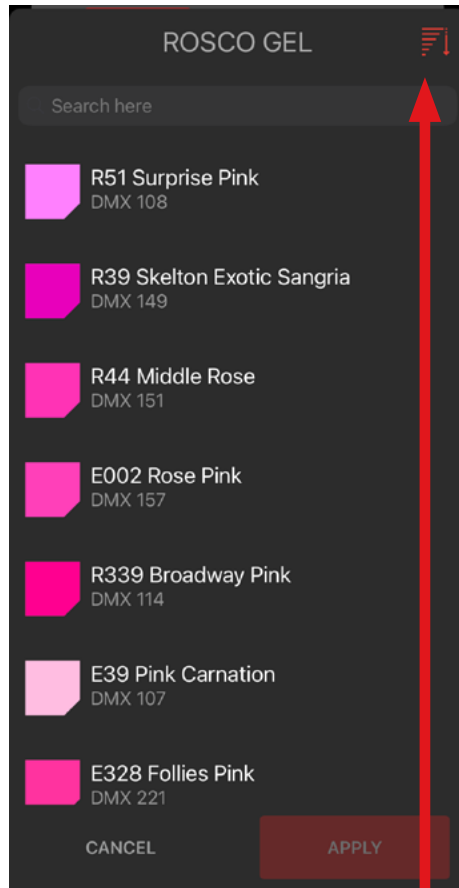 ROSCO GEL
Search here
R51 Surprise Pink
DMX 108
R39 Skelton Exotic Sangria
DMX 149
R44 Middle Rose
DMX 151
E002 Rose Pink
DMX 157
R339 Broadway Pink
DMX 114
E39 Pink Carnation
DMX 107
E328 Follies Pink
DMX 221
CANCEL
APPLY